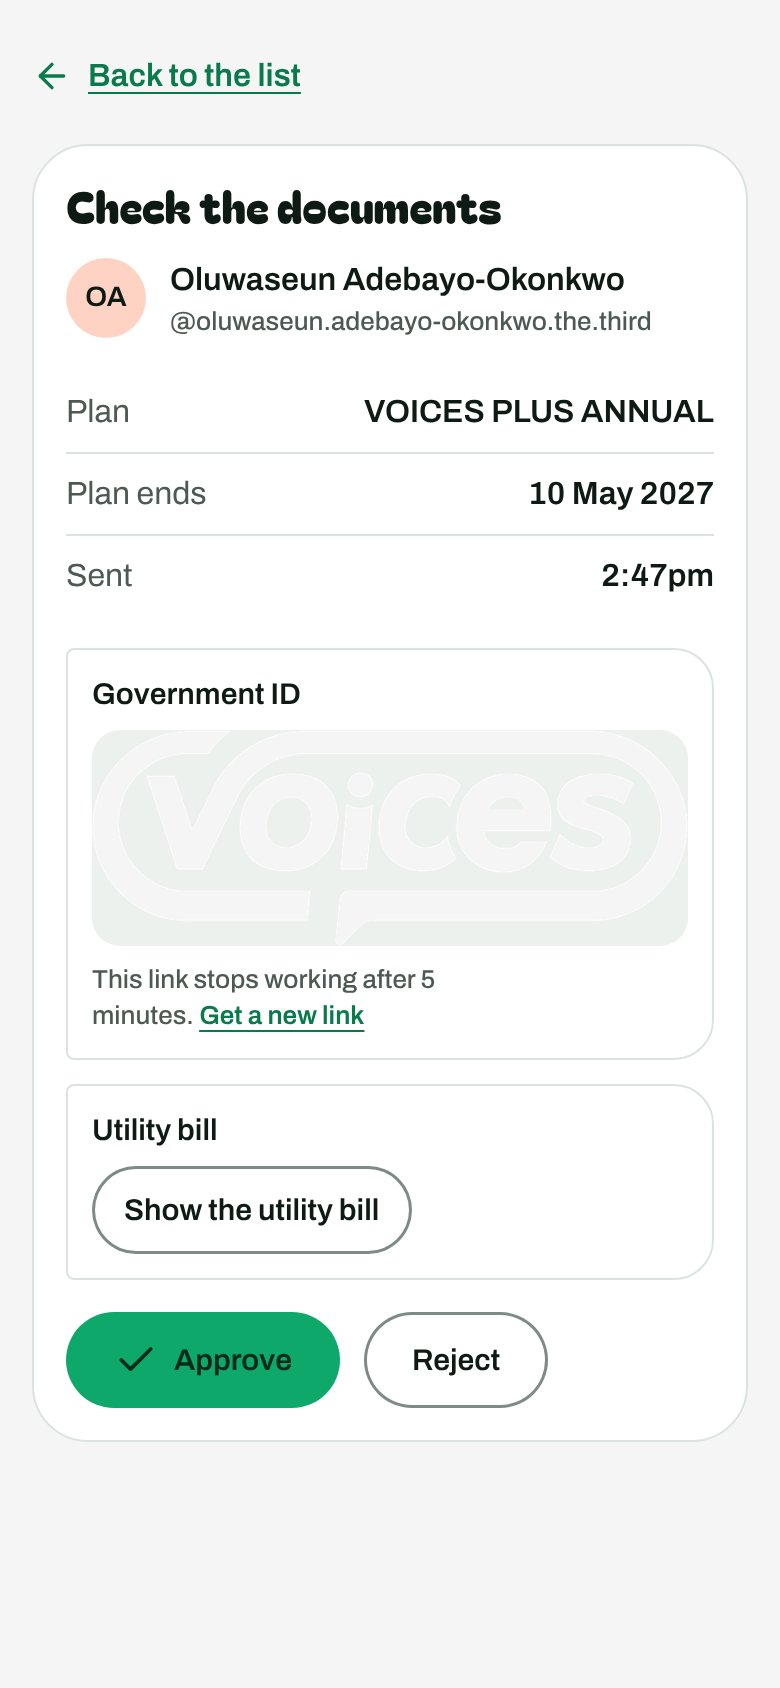 Back to the list
Check the documents
OA
Oluwaseun Adebayo-Okonkwo
@oluwaseun.adebayo-okonkwo.the.third
Plan VOICES PLUS ANNUAL
Plan ends 10 May 2027
Sent 2:47pm
Government ID
voices
This link stops working after 5
minutes. Get a new link
Utility bill
Show the utility bill
Approve
Reject